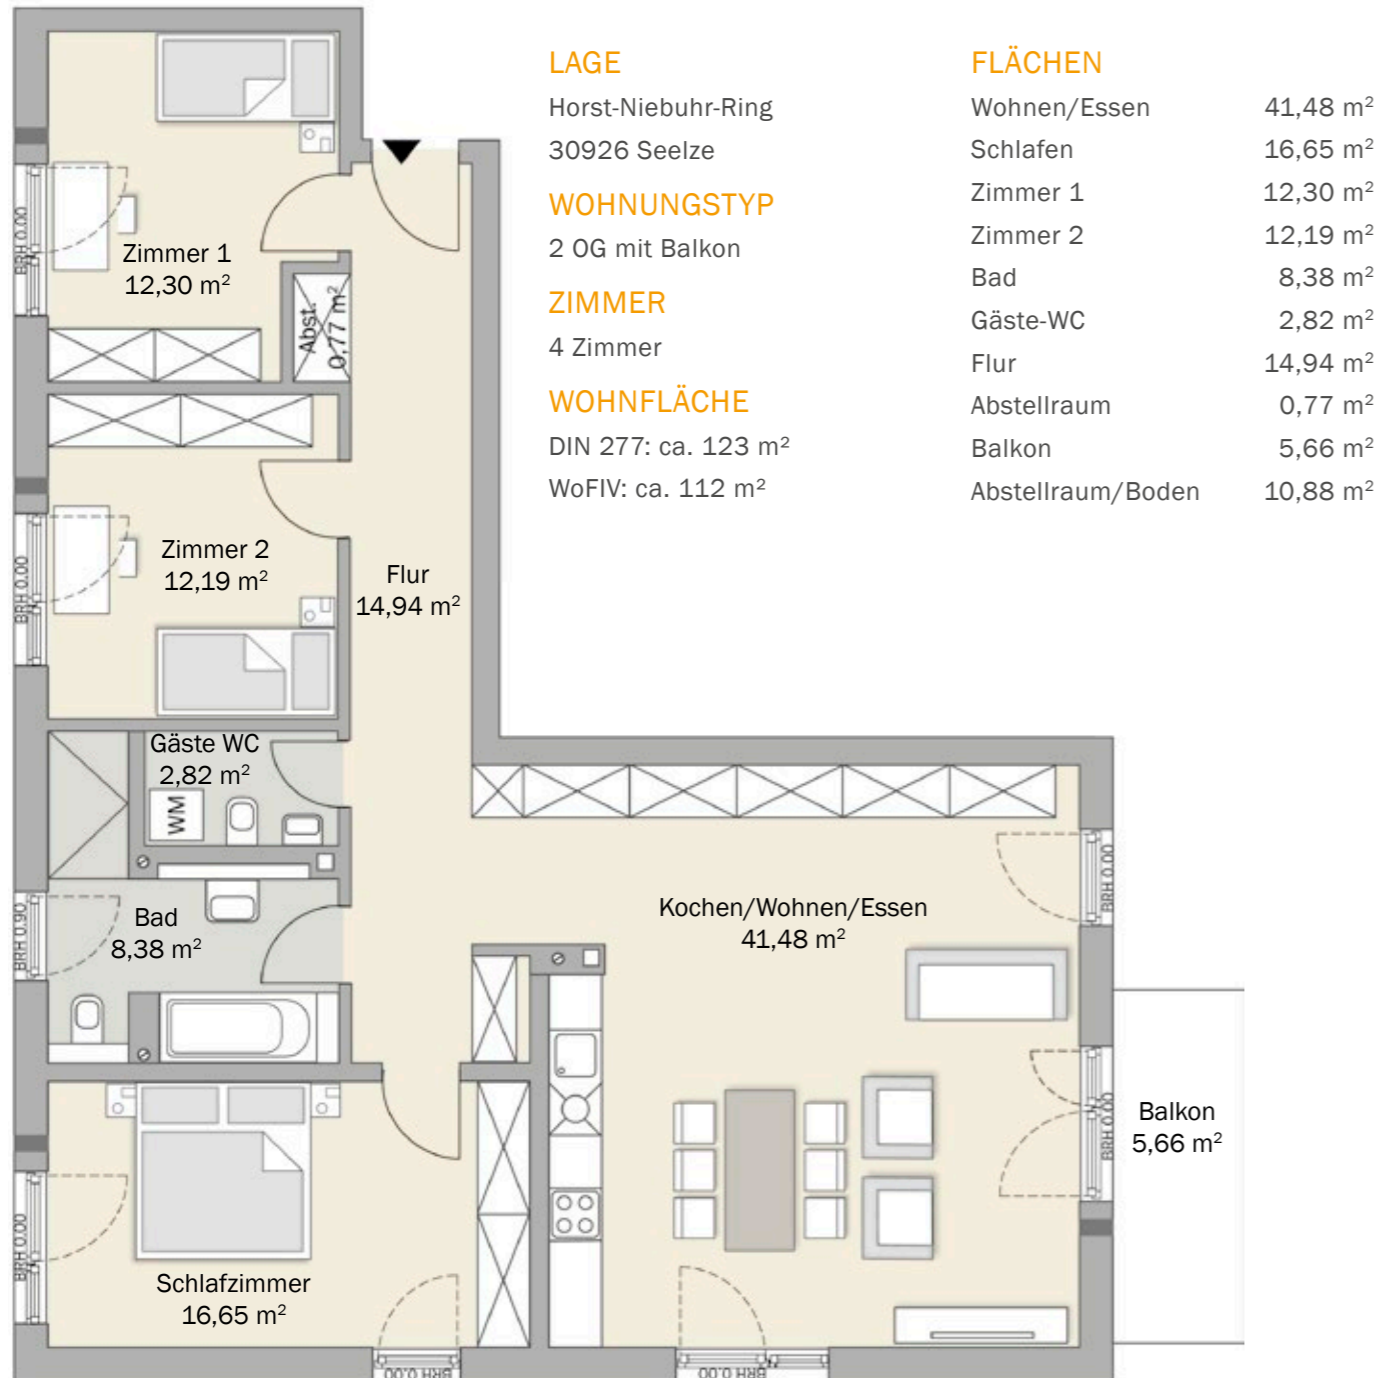 LAGE
Horst-Niebuhr-Ring
30926 Seelze
WOHNUNGSTYP
2 OG mit Balkon
ZIMMER
4 Zimmer
WOHNFLÄCHE
DIN 277: ca. 123 m²
WoFIV: ca. 112 m²
FLÄCHEN
Wohnen/Essen 41,48 m²
Schlafen 16,65 m²
Zimmer 1 12,30 m²
Zimmer 2 12,19 m²
Bad 8,38 m²
Gäste-WC 2,82 m²
Flur 14,94 m²
Abstellraum 0,77 m²
Balkon 5,66 m²
Abstellraum/Boden 10,88 m²
Zimmer 1
12,30 m²
BRH 0.00
Abst.
0,77 m²
Zimmer 2
12,19 m²
BRH 0.00
Flur
14,94 m²
Gäste WC
2,82 m²
WM
Bad
8,38 m²
BRH 0.90
Kochen/Wohnen/Essen
41,48 m²
BRH 0.00
BRH 0.00
Balkon
5,66 m²
Schlafzimmer
16,65 m²
BRH 0.00
BRH 0.00
BRH 0.00